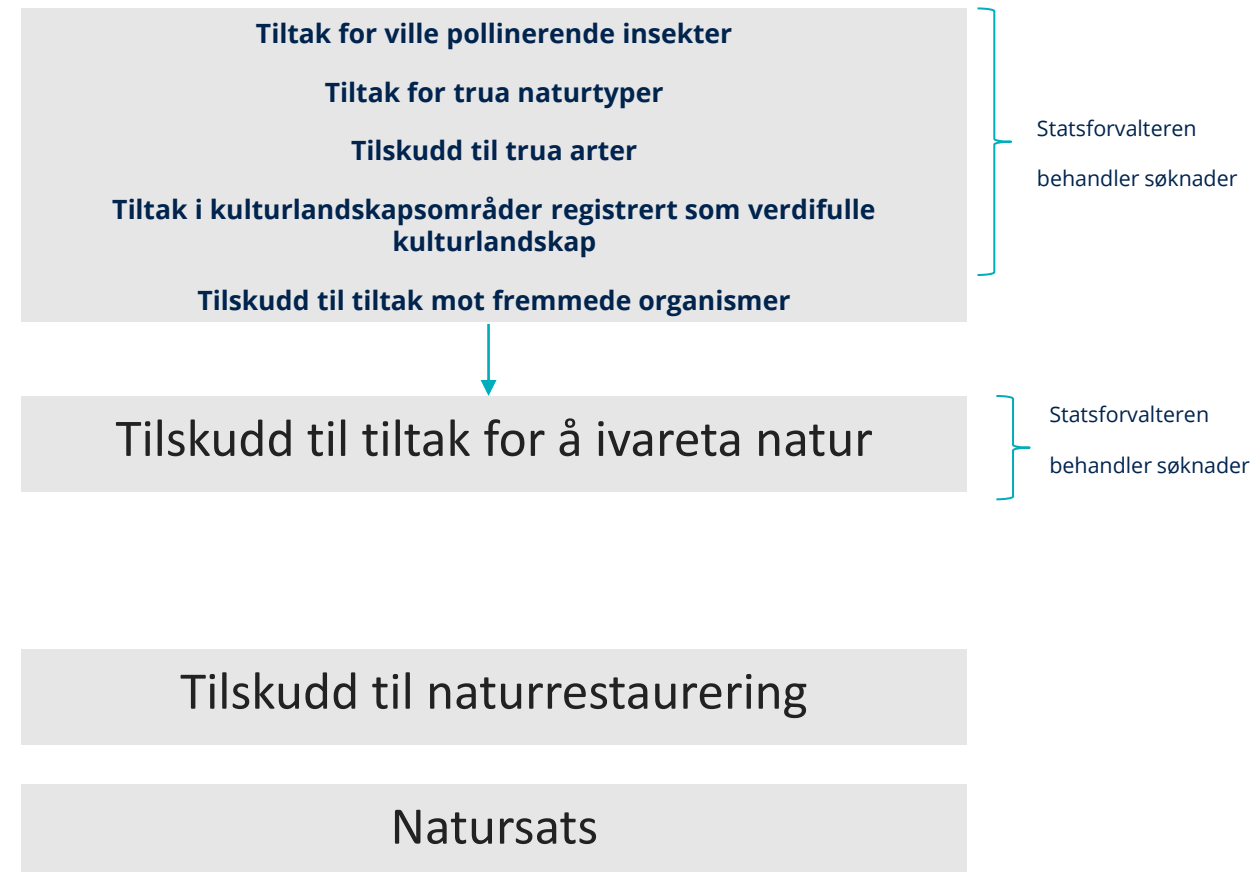 Tiltak for ville pollinerende insekter
Tiltak for trua naturtyper
Tilskudd til trua arter
Tiltak i kulturlandskapsområder registrert som verdifulle
kulturlandskap
Tilskudd til tiltak mot fremmede organismer
Statsforvalteren
behandler søknader
Tilskudd til tiltak for å ivareta natur
Statsforvalteren
behandler søknader
Tilskudd til naturrestaurering
Natursats